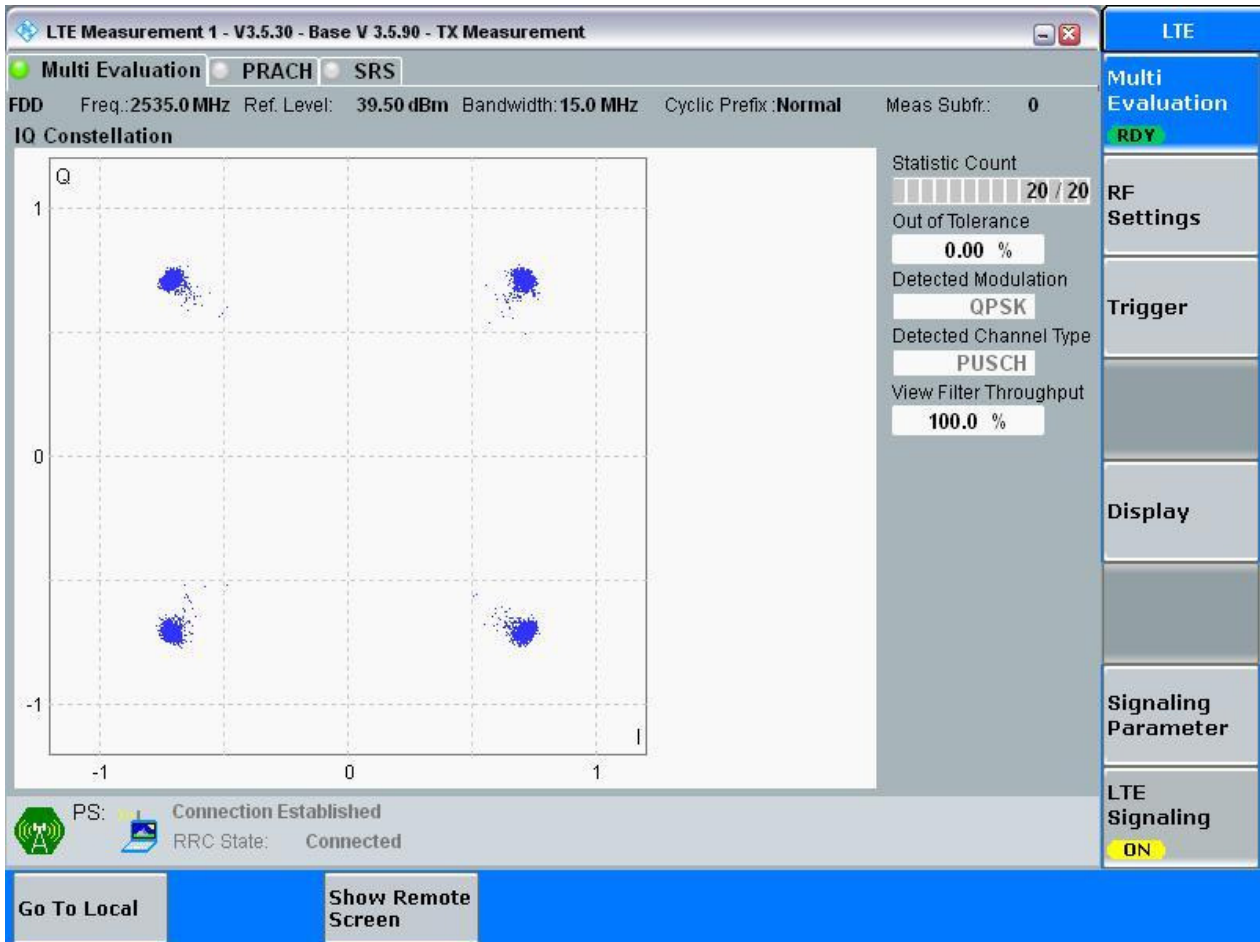 LTE Measurement 1 - V3.5.30 - Base V 3.5.90 - TX Measurement
LTE
Multi Evaluation PRACH SRS
Multi
Evaluation
RDY
FDD Freq.:2535.0 MHz Ref. Level: 39.50 dBm Bandwidth:15.0 MHz Cyclic Prefix :Normal Meas Subfr.: 0
IQ Constellation
Q
1
0
-1
I
-1 0 1
Statistic Count
20 / 20
Out of Tolerance
0.00 %
Detected Modulation
QPSK
Detected Channel Type
PUSCH
View Filter Throughput
100.0 %
RF
Settings
Trigger
Display
Signaling
Parameter
LTE
Signaling
ON
PS: Connection Established
RRC State: Connected
Go To Local
Show Remote
Screen